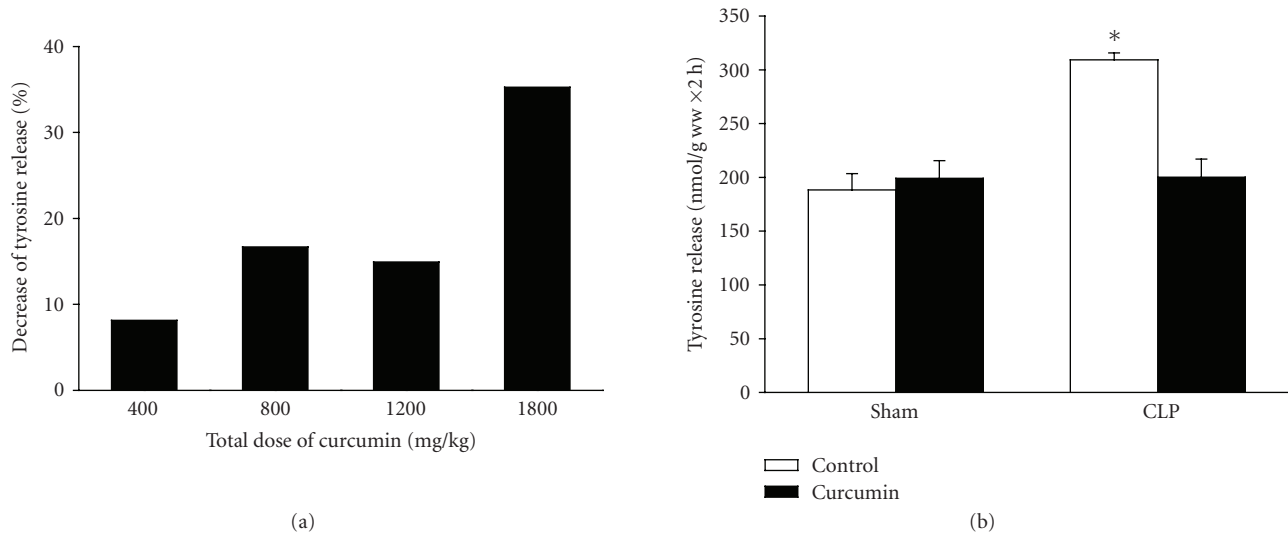 40
30
20
10
0
Decrease of tyrosine release (%)
400 800 1200 1800
Total dose of curcumin (mg/kg)
(a)
350
300
250
200
150
100
50
0
Tyrosine release (nmol/g ww ×2 h)
*
Sham CLP
Control
Curcumin
(b)